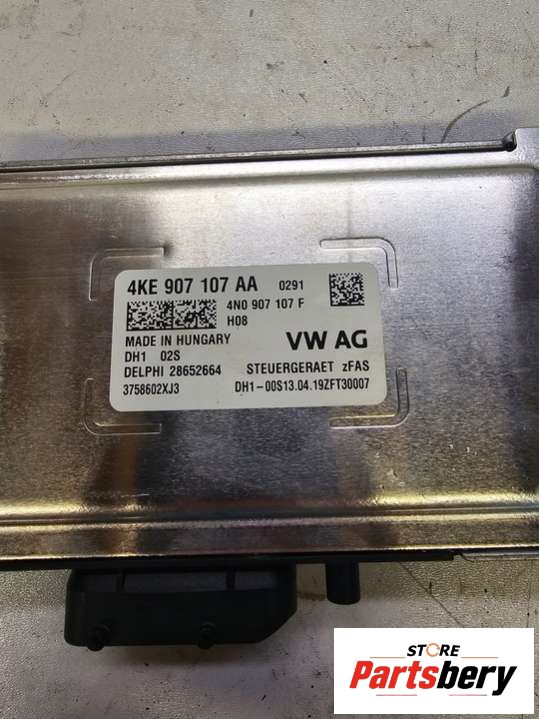 4KE 907 107 AA 0291
4N0 907 107 F
H08
MADE IN HUNGARY
VW AG
DH1 02S
DELPHI 28652664 STEUERGERAET zFAS
3758602XJ3 DH1-00S13.04.19ZFT30007
STORE
Partsbery